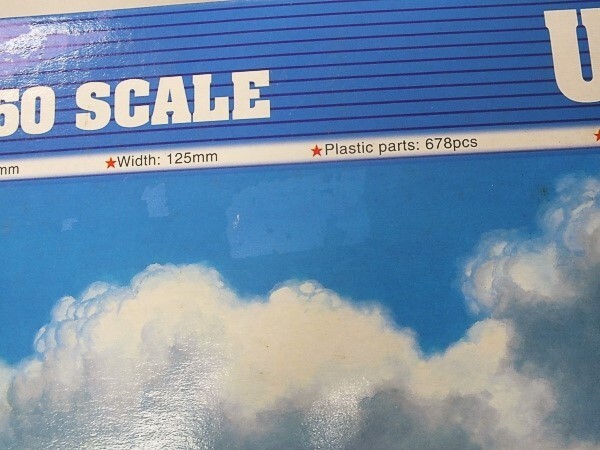 50 SCALE U
mm ★Width: 125mm ★Plastic parts: 678pcs ★